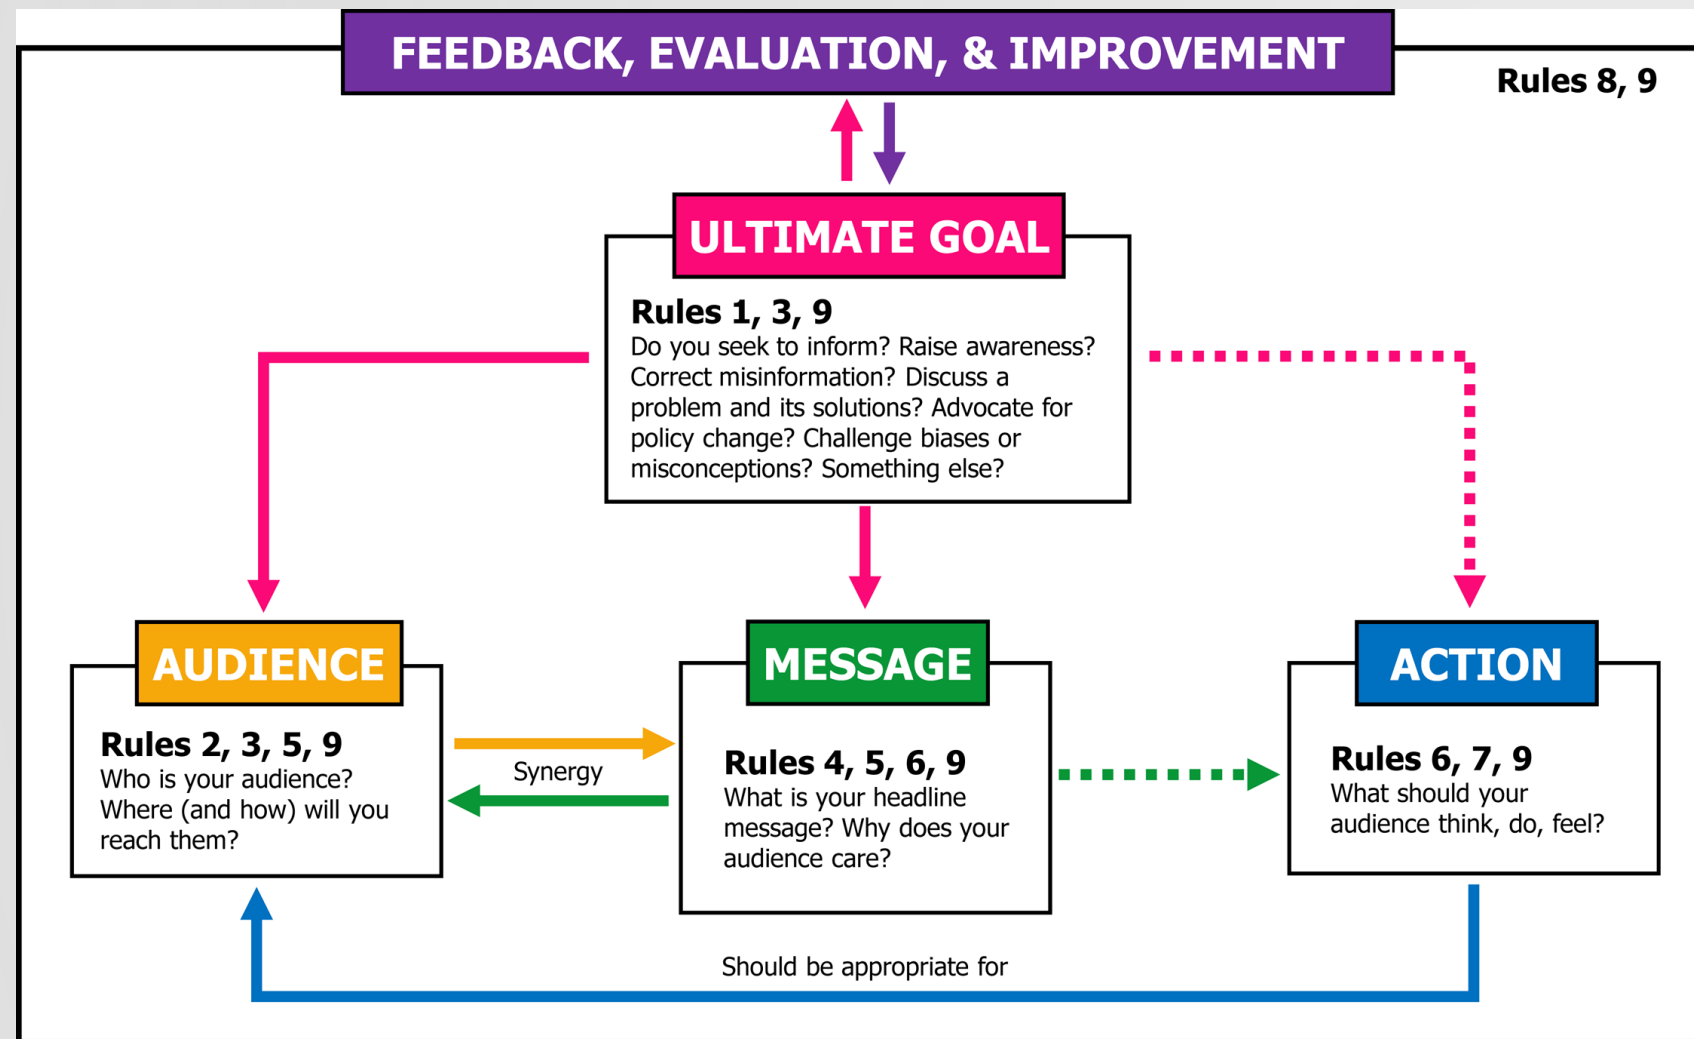 FEEDBACK, EVALUATION, & IMPROVEMENT
Rules 8, 9
ULTIMATE GOAL
Rules 1, 3, 9
Do you seek to inform? Raise awareness?
Correct misinformation? Discuss a
problem and its solutions? Advocate for
policy change? Challenge biases or
misconceptions? Something else?
AUDIENCE
Rules 2, 3, 5, 9
Who is your audience?
Where (and how) will you
reach them?
Synergy
MESSAGE
Rules 4, 5, 6, 9
What is your headline
message? Why does your
audience care?
ACTION
Rules 6, 7, 9
What should your
audience think, do, feel?
Should be appropriate for